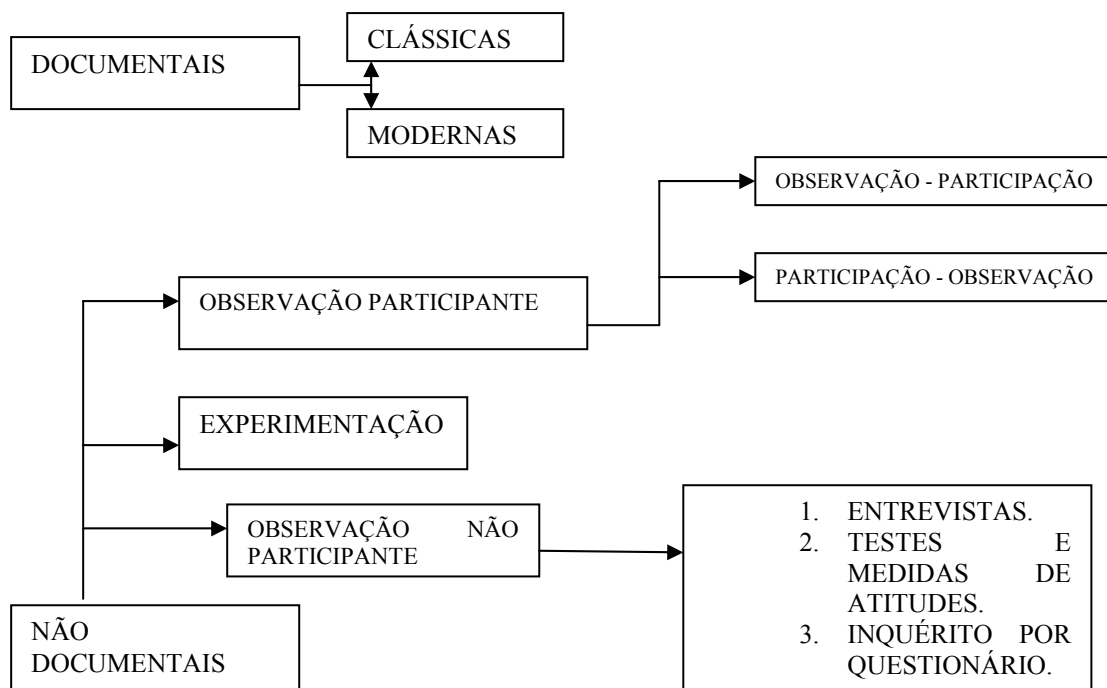 CLÁSSICAS
DOCUMENTAIS
MODERNAS
OBSERVAÇÃO - PARTICIPAÇÃO
PARTICIPAÇÃO - OBSERVAÇÃO
OBSERVAÇÃO PARTICIPANTE
EXPERIMENTAÇÃO
OBSERVAÇÃO NÃO
PARTICIPANTE
1. ENTREVISTAS.
2. TESTES E
MEDIDAS DE
ATITUDES.
3. INQUÉRITO POR
QUESTIONÁRIO.
NÃO
DOCUMENTAIS